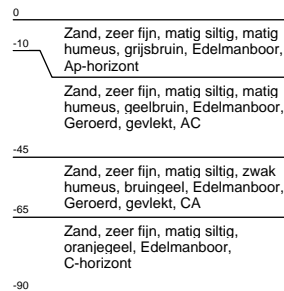 0
Zand, zeer fijn, matig siltig, matig
-10
humeus, grijsbruin, Edelmanboor,
Ap-horizont
Zand, zeer fijn, matig siltig, matig
humeus, geelbruin, Edelmanboor,
Geroerd, gevlekt, AC
-45
Zand, zeer fijn, matig siltig, zwak
humeus, bruingeel, Edelmanboor,
Geroerd, gevlekt, CA
-65
Zand, zeer fijn, matig siltig,
oranjegeel, Edelmanboor,
C-horizont
-90